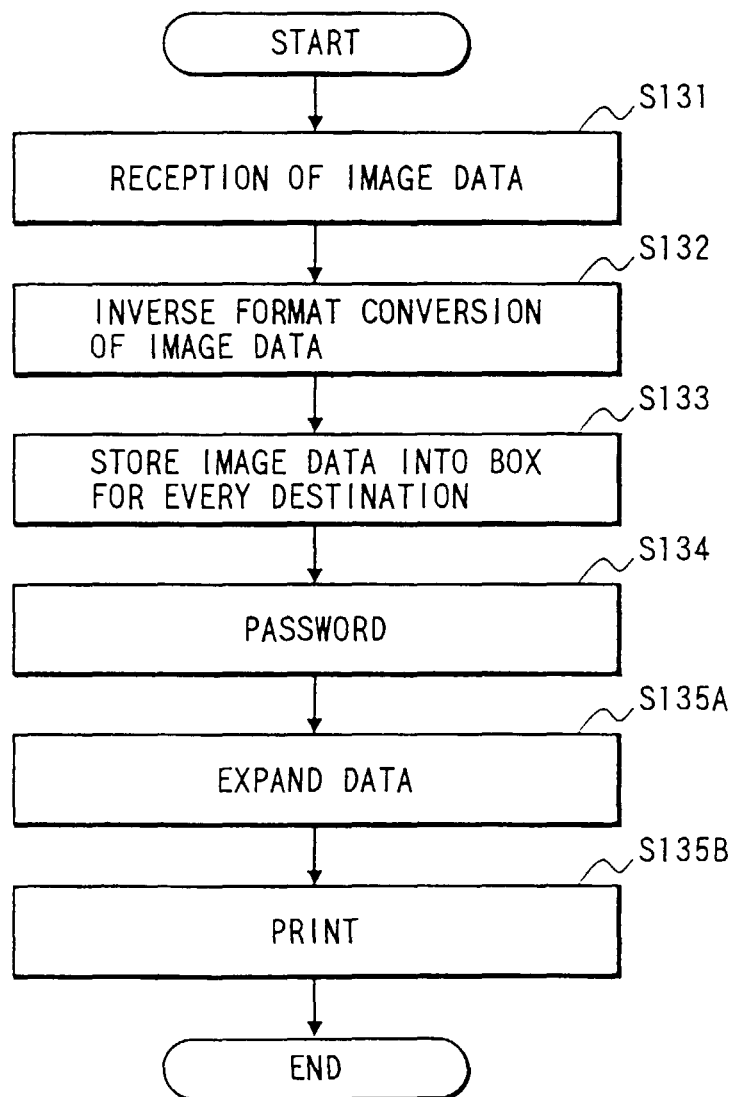 START
S131
RECEPTION OF IMAGE DATA
S132
INVERSE FORMAT CONVERSION
OF IMAGE DATA
S133
STORE IMAGE DATA INTO BOX
FOR EVERY DESTINATION
S134
PASSWORD
S135A
EXPAND DATA
S135B
PRINT
END